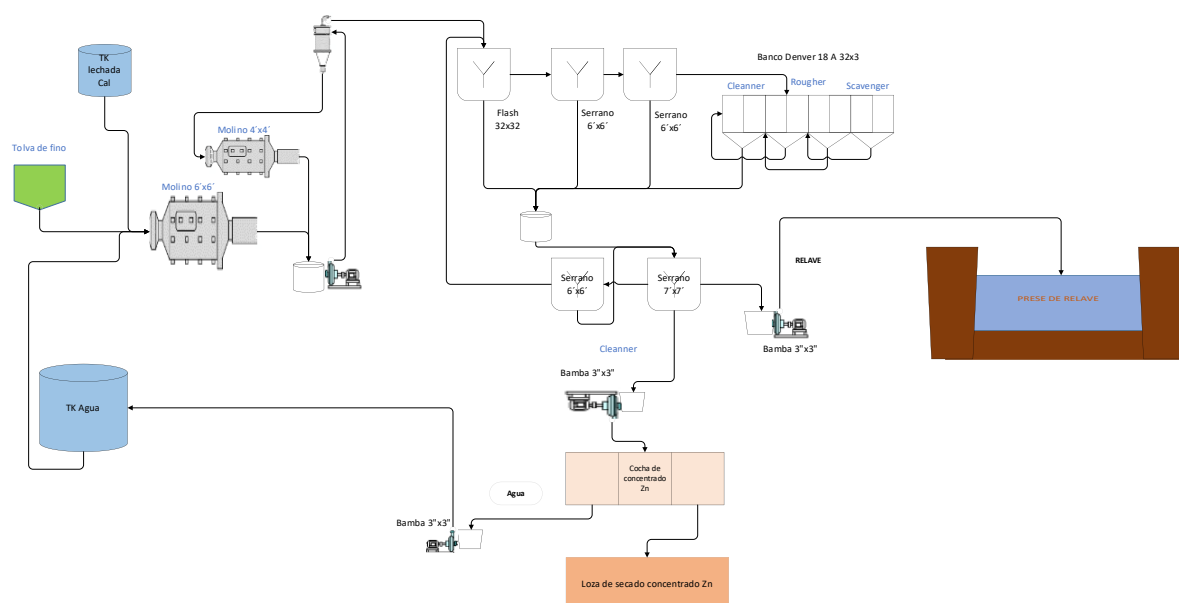 TK
lechada
Cal
Tolva de fino
Molino 4´x4´
Molino 6´x6´
Flash
32x32
Serrano
6´x6´
Serrano
6´x6´
Banco Denver 18 A 32x3
Cleanner
Rougher
Scavenger
Serrano
6´x6´
Serrano
7´x7´
RELAVE
PRESE DE RELAVE
Bamba 3"x3"
Cleanner
Bamba 3"x3"
TK Agua
Cocha de
concentrado
Zn
Agua
Bamba 3"x3"
Loza de secado concentrado Zn